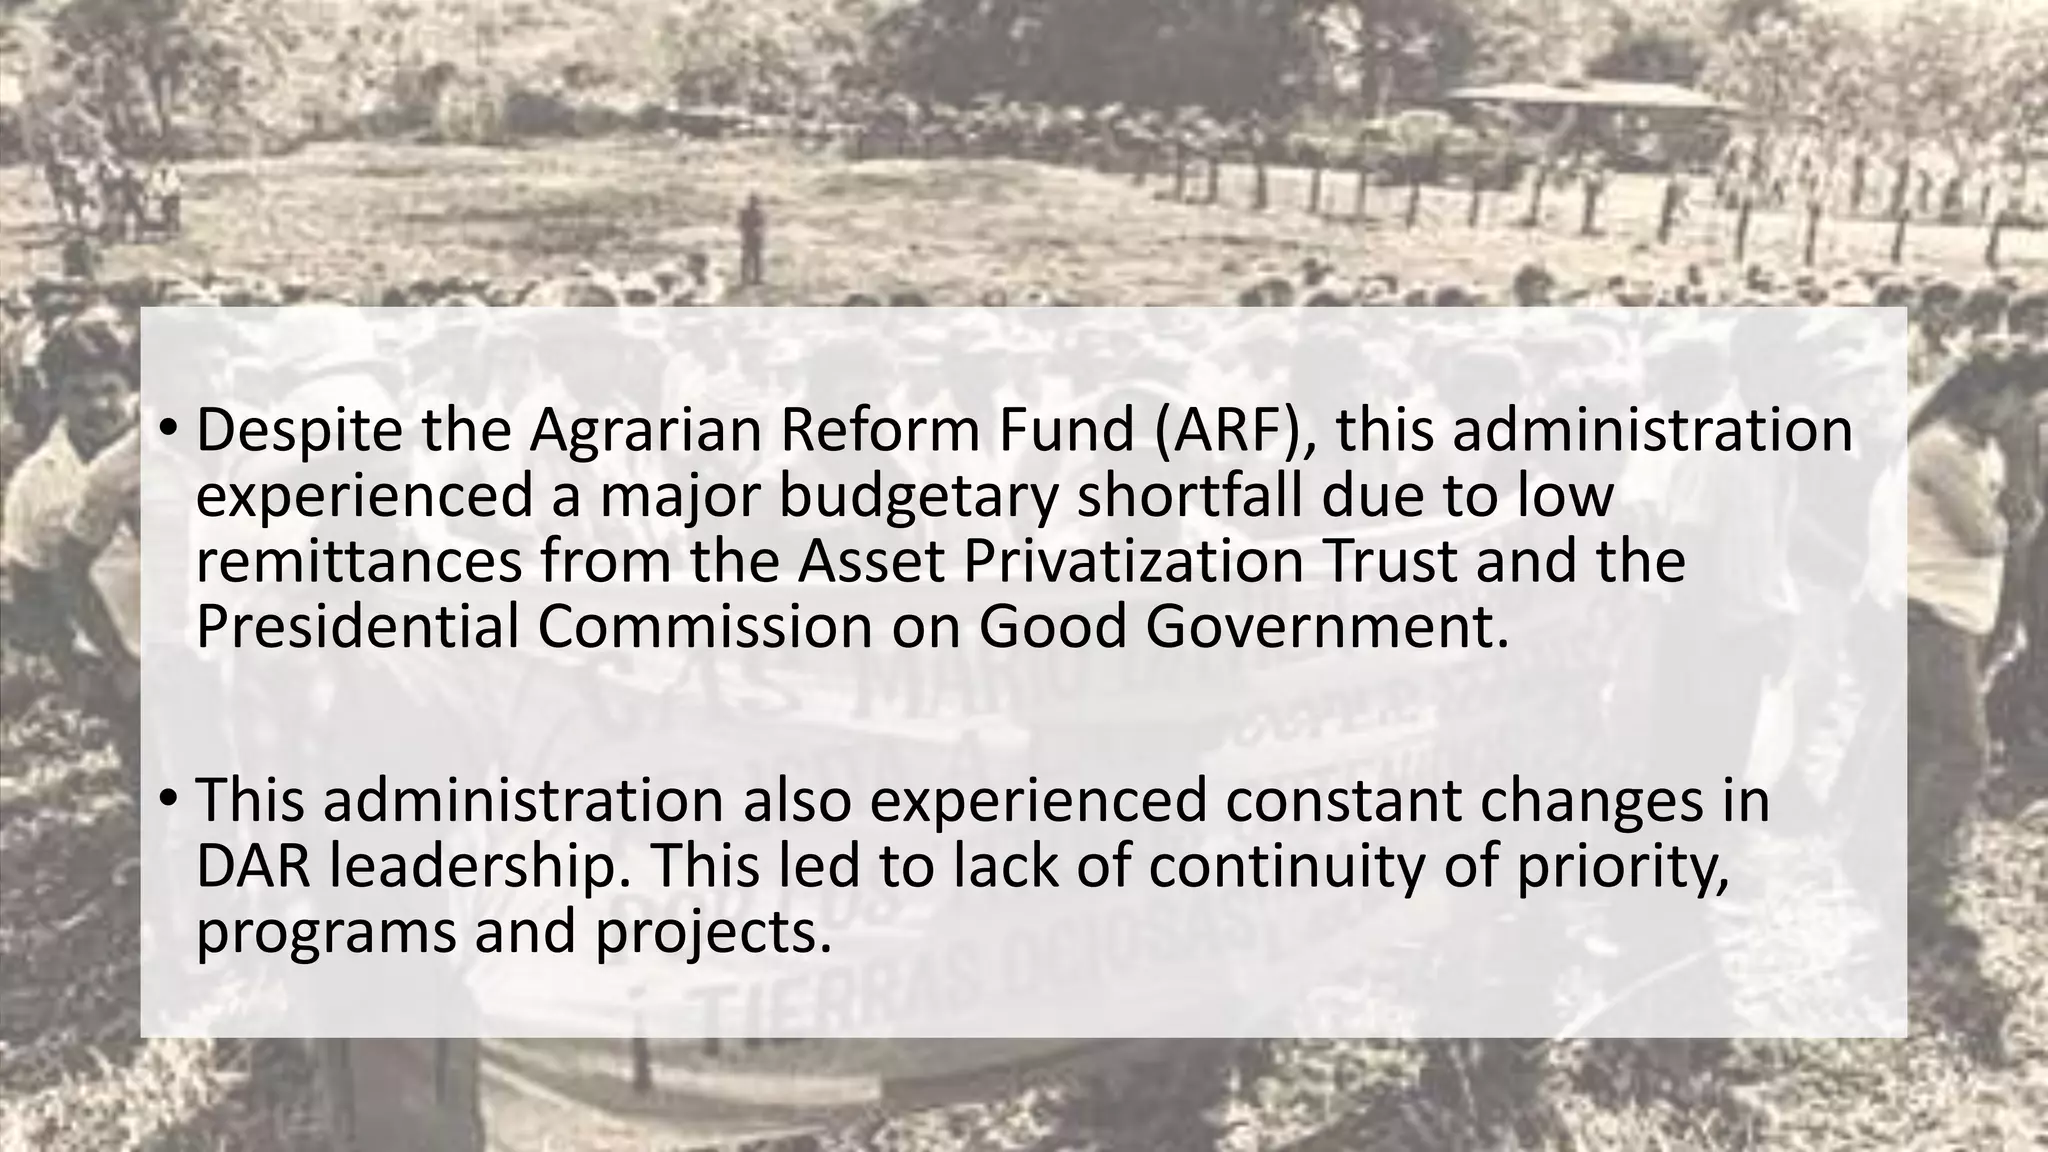 • Despite the Agrarian Reform Fund (ARF), this administration
experienced a major budgetary shortfall due to low
remittances from the Asset Privatization Trust and the
Presidential Commission on Good Government.
• This administration also experienced constant changes in
DAR leadership. This led to lack of continuity of priority,
programs and projects.
MARIO
TIERRAS